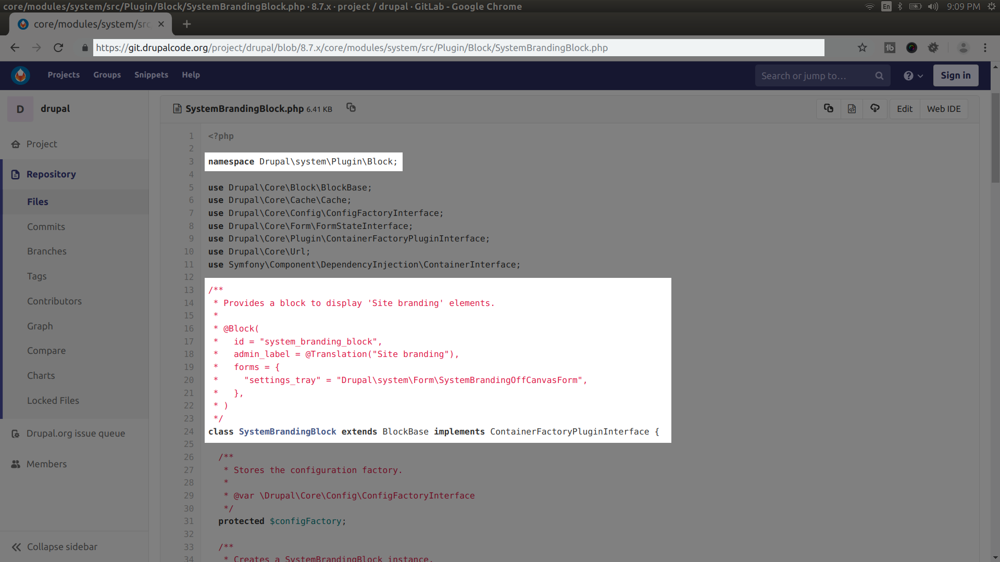 core/modules/system/src/Plugin/Block/SystemBrandingBlock.php · 8.7.x · project / drupal · GitLab - Google Chrome
En
9:09 PM
core/modules/system/src
https://git.drupalcode.org/project/drupal/blob/8.7.x/core/modules/system/src/Plugin/Block/SystemBrandingBlock.php
Projects Groups Snippets Help
Search or jump to...
Sign in
D drupal
Project
Repository
Files
Commits
Branches
Tags
Contributors
Graph
Compare
Charts
Locked Files
Drupal.org issue queue
Members
Collapse sidebar
SystemBrandingBlock.php 6.41 KB
Edit
Web IDE
1 <?php
2
3 namespace Drupal\system\Plugin\Block;
4
5 use Drupal\Core\Block\BlockBase;
6 use Drupal\Core\Cache\Cache;
7 use Drupal\Core\Config\ConfigFactoryInterface;
8 use Drupal\Core\Form\FormStateInterface;
9 use Drupal\Core\Plugin\ContainerFactoryPluginInterface;
10 use Drupal\Core\Url;
11 use Symfony\Component\DependencyInjection\ContainerInterface;
12
13 /**
14  * Provides a block to display 'Site branding' elements.
15  *
16  * @Block(
17  *   id = "system_branding_block",
18  *   admin_label = @Translation("Site branding"),
19  *   forms = {
20  *     "settings_tray" = "Drupal\system\Form\SystemBrandingOffCanvasForm",
21  *   },
22  * )
23  */
24 class SystemBrandingBlock extends BlockBase implements ContainerFactoryPluginInterface {
25
26   /**
27    * Stores the configuration factory.
28    *
29    * @var \Drupal\Core\Config\ConfigFactoryInterface
30    */
31   protected $configFactory;
32
33   /**
34    * Creates a SystemBrandingBlock instance.